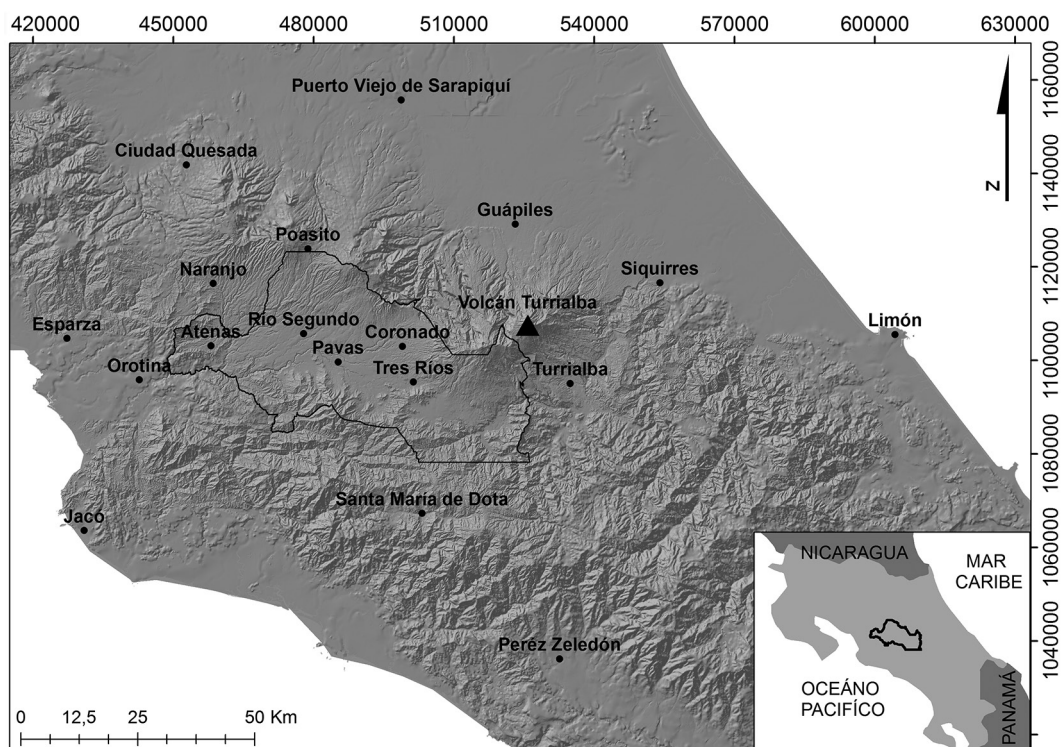 420000 450000 480000 510000 540000 570000 600000 630000
1160000
Puerto Viejo de Sarapiquí
Ciudad Quesada
1140000
N
Guápiles
Poasito
1120000
Naranjo
Siquirres
Volcán Turrialba
Esparza
Río Segundo
Atenas
Coronado
Limón
Pavas
1100000
Orotina
Tres Ríos
Turrialba
1080000
Santa María de Dota
Jacó
1060000
NICARAGUA
MAR
CARIBE
Peréz Zeledón
1040000
OCEÁNO
PACIFÍCO
PANAMÁ
0 12,5 25 50 Km